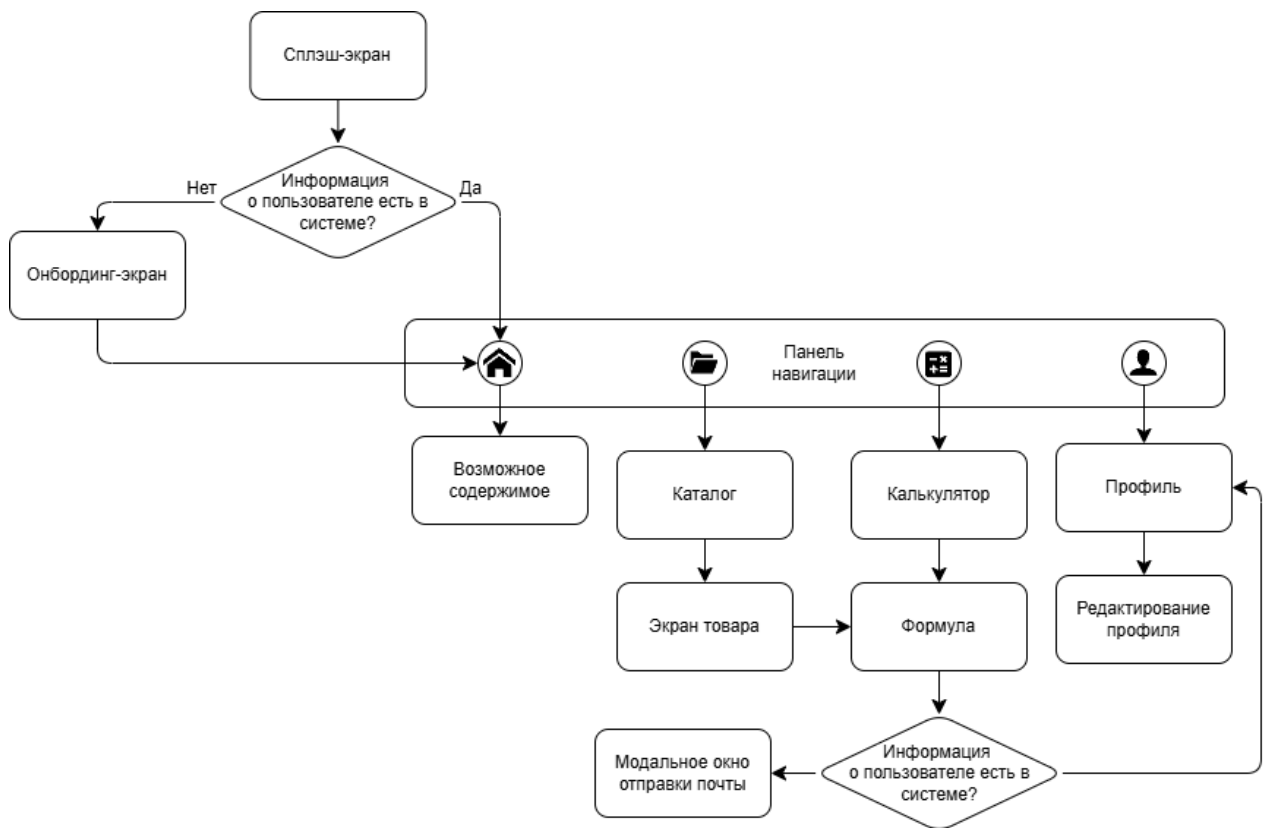 Сплэш-экран
Информация
о пользователе есть в
системе?
Нет
Да
Онбординг-экран
Панель
навигации
Возможное
содержимое
Каталог
Калькулятор
Профиль
Экран товара
Формула
Редактирование
профиля
Модальное окно
отправки почты
Информация
о пользователе есть в
системе?